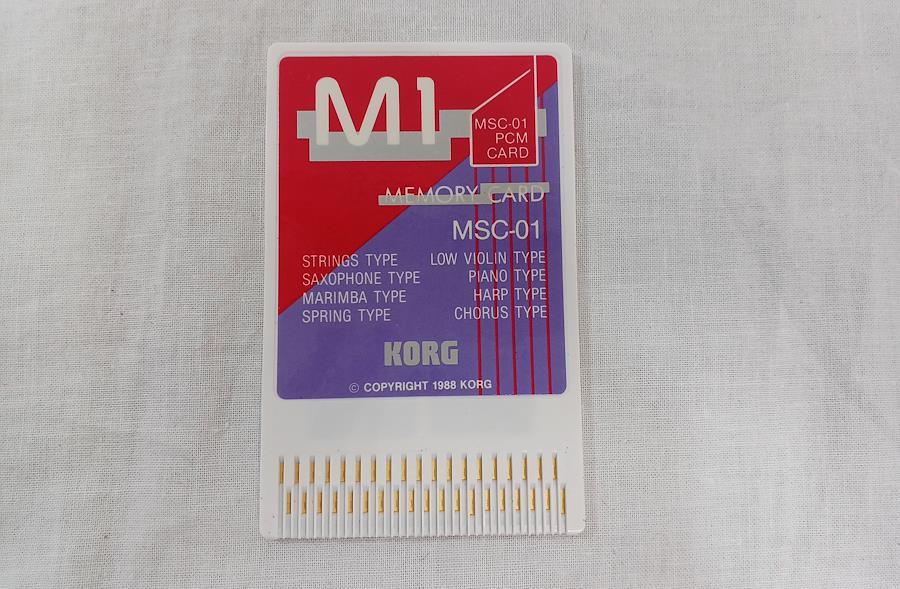 M1
MSC-01
PCM
CARD
MEMORY CARD
MSC-01
STRINGS TYPE LOW VIOLIN TYPE
SAXOPHONE TYPE PIANO TYPE
MARIMBA TYPE HARP TYPE
SPRING TYPE CHORUS TYPE
KORG
© COPYRIGHT 1988 KORG